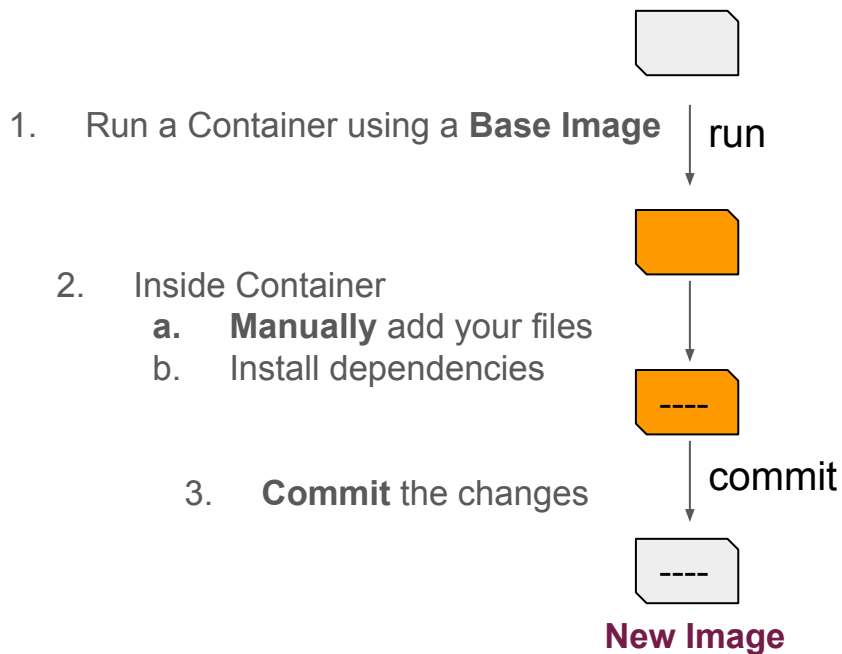 1. Run a Container using a Base Image
run
2. Inside Container
a. Manually add your files
b. Install dependencies
----
3. Commit the changes
commit
----
New Image